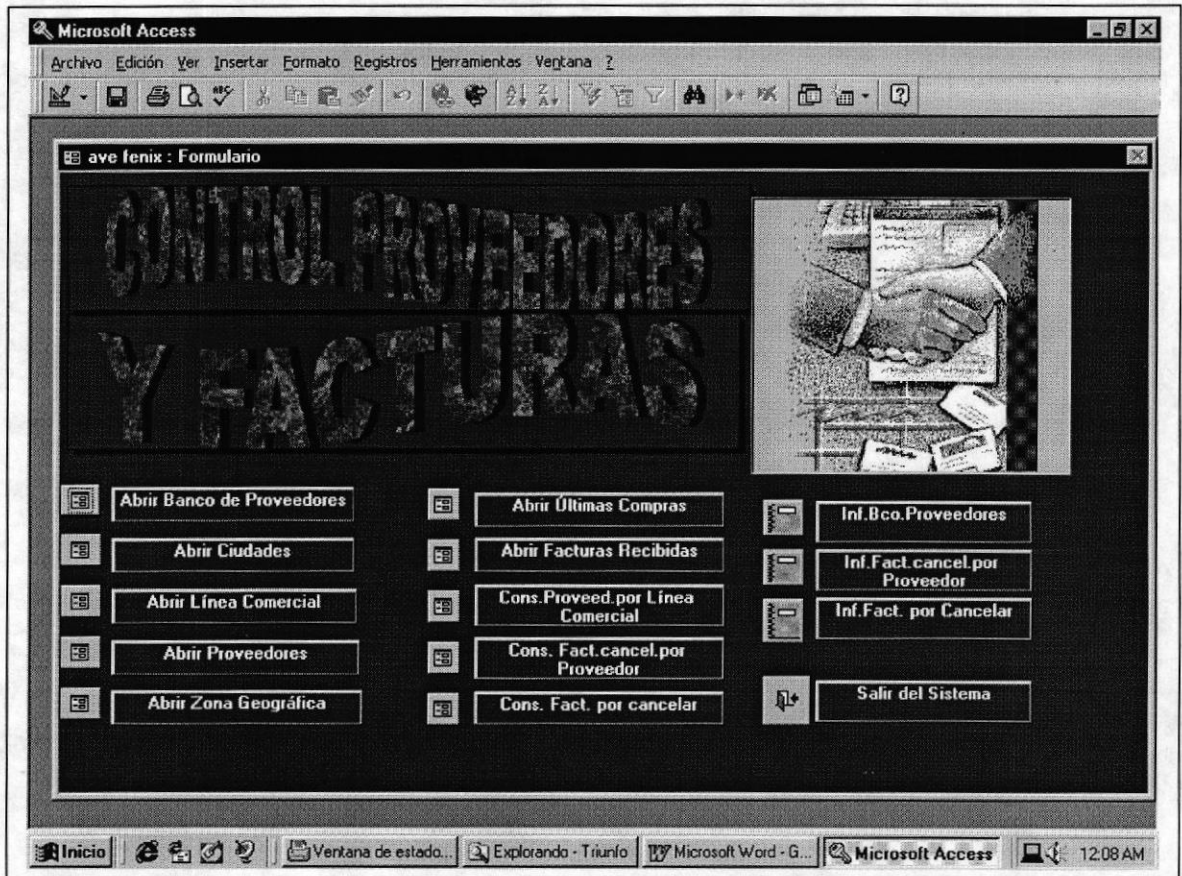 Microsoft Access
Archivo Edición Ver Insertar Formato Registros Herramientas Ventana ?
ave fenix : Formulario
CONTROL PROVEEDORES
Y FACTURAS
Abrir Banco de Proveedores
Abrir Ciudades
Abrir Línea Comercial
Abrir Proveedores
Abrir Zona Geográfica
Abrir Últimas Compras
Abrir Facturas Recibidas
Cons.Proveed.por Línea
Comercial
Cons. Fact.cancel.por
Proveedor
Cons. Fact. por cancelar
Inf.Bco.Proveedores
Inf.Fact.cancel.por
Proveedor
Inf.Fact. por Cancelar
Salir del Sistema
Inicio Ventana de estado... Explorando - Triunfo Microsoft Word - G... Microsoft Access 12:08 AM